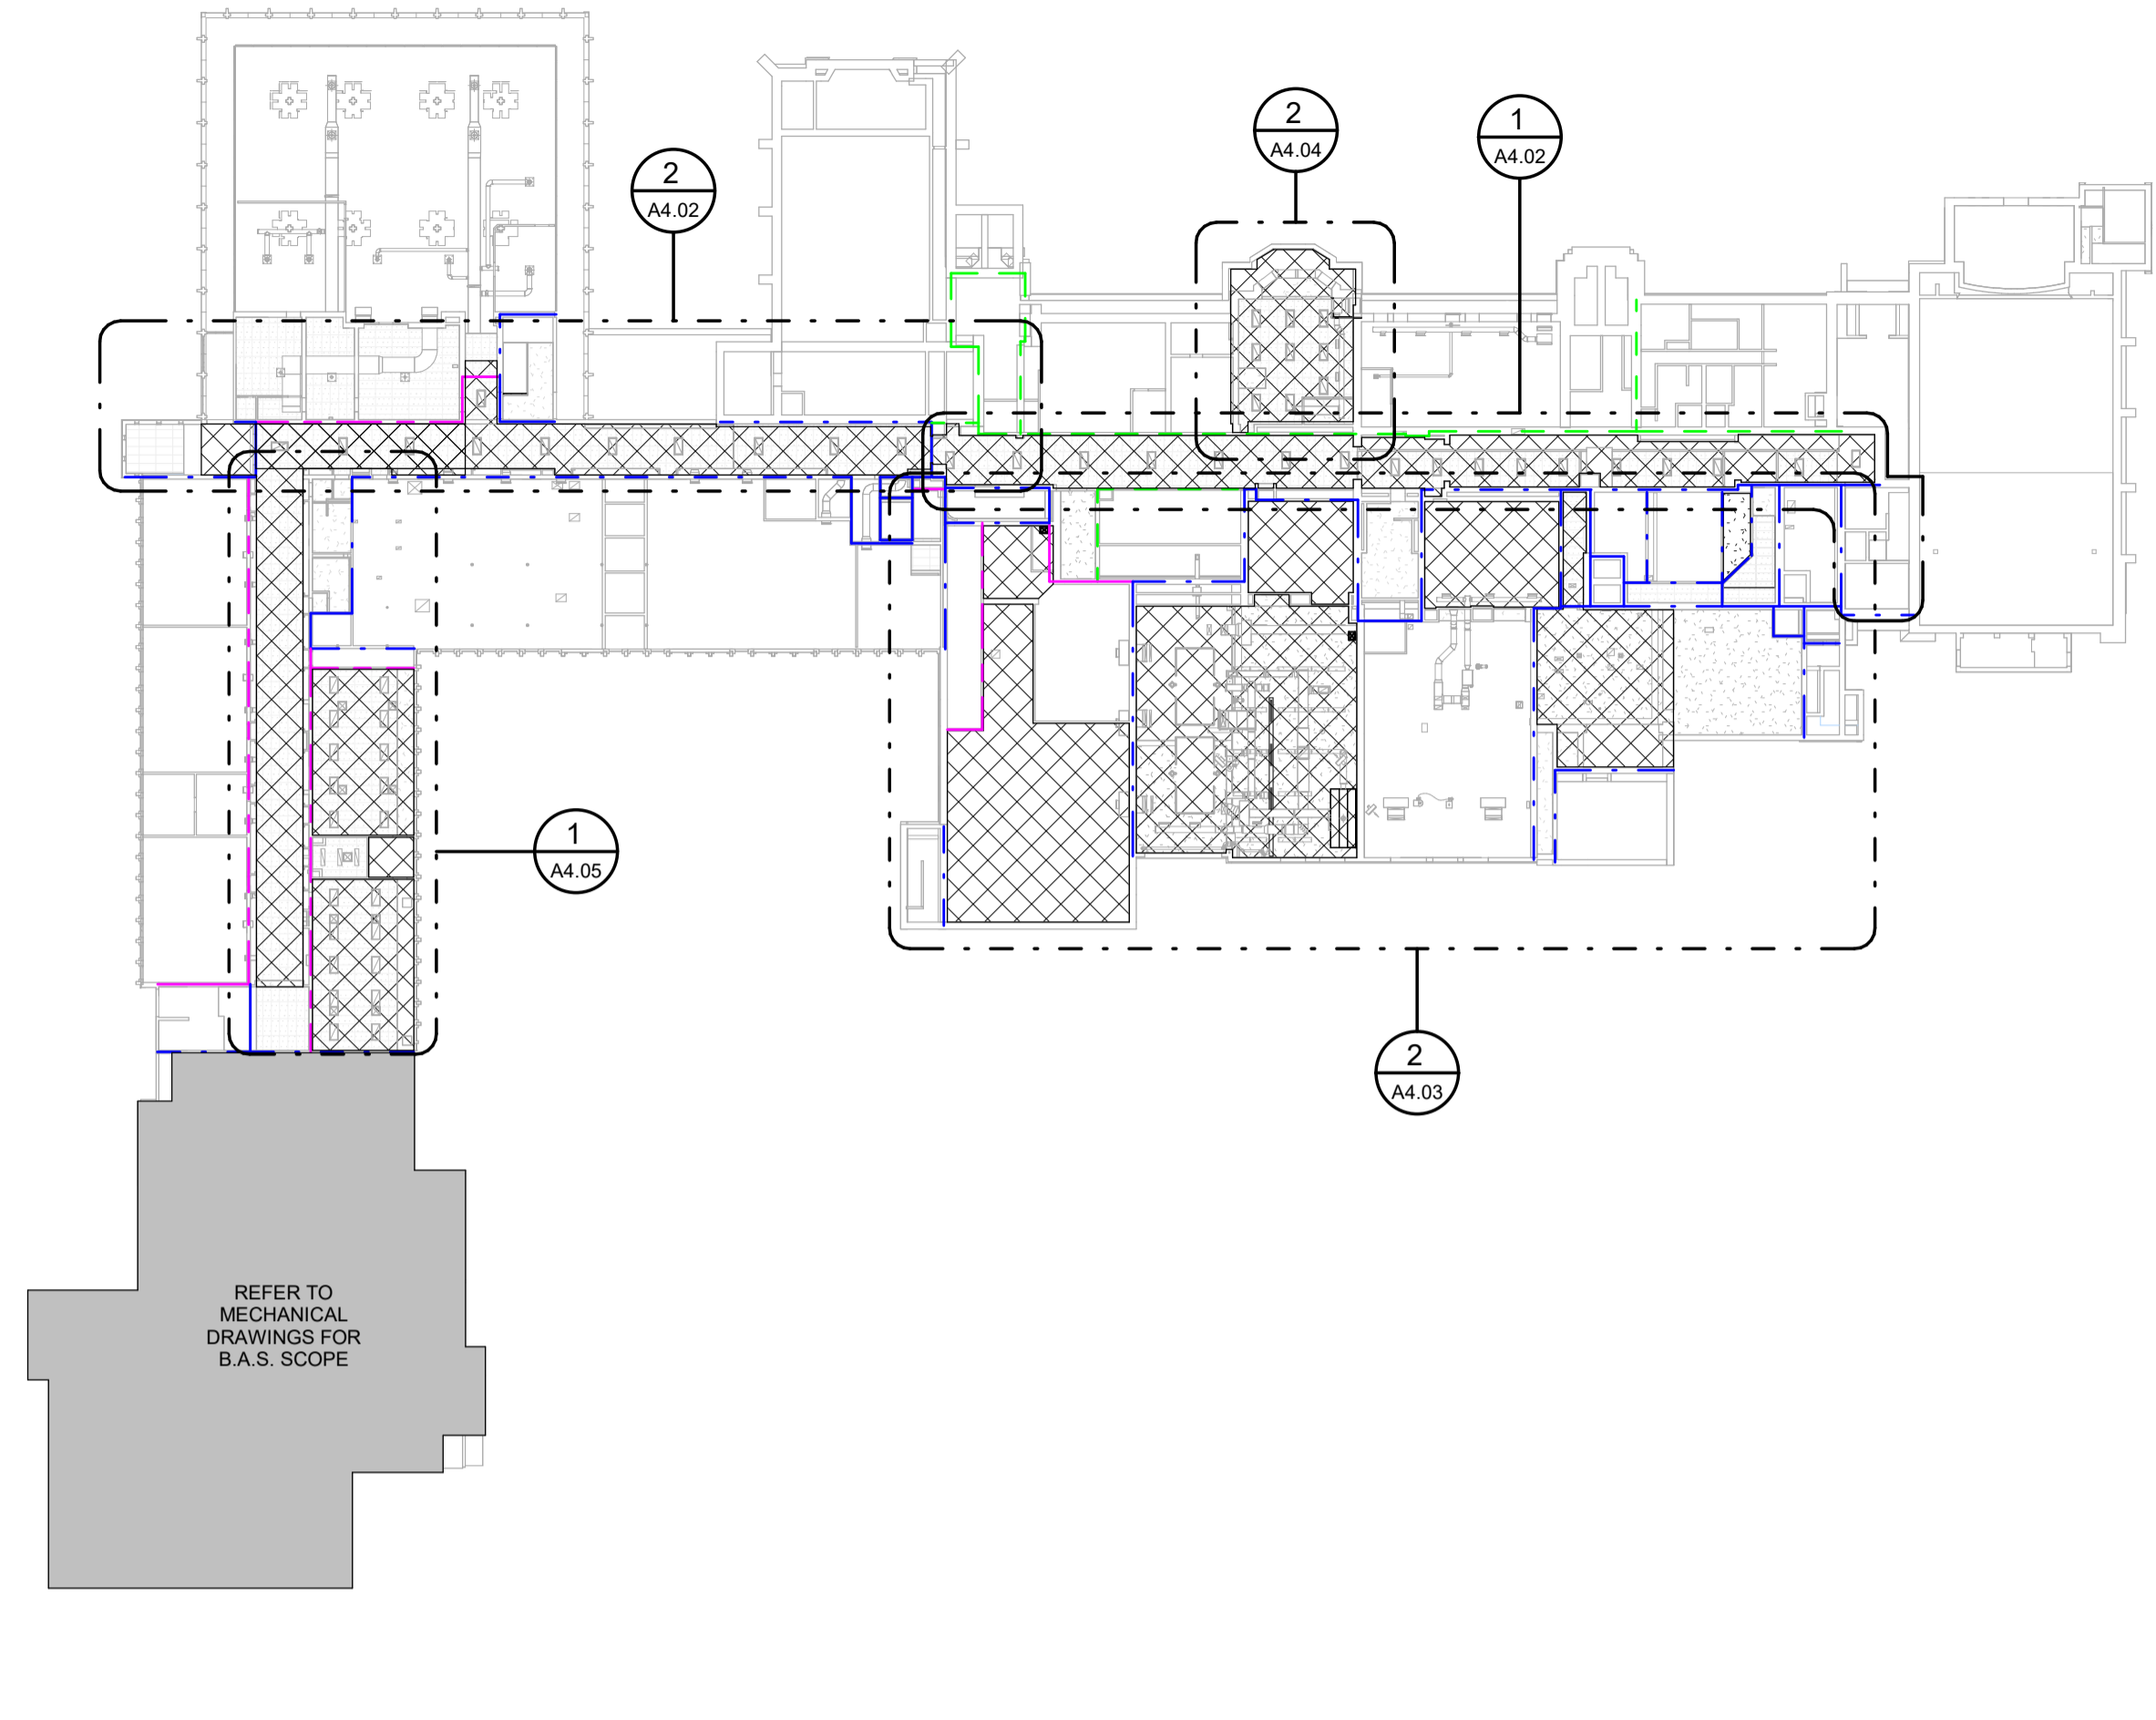 2
A4.04
1
A4.02
2
A4.02
1
A4.05
2
A4.03
REFER TO
MECHANICAL
DRAWINGS FOR
B.A.S. SCOPE